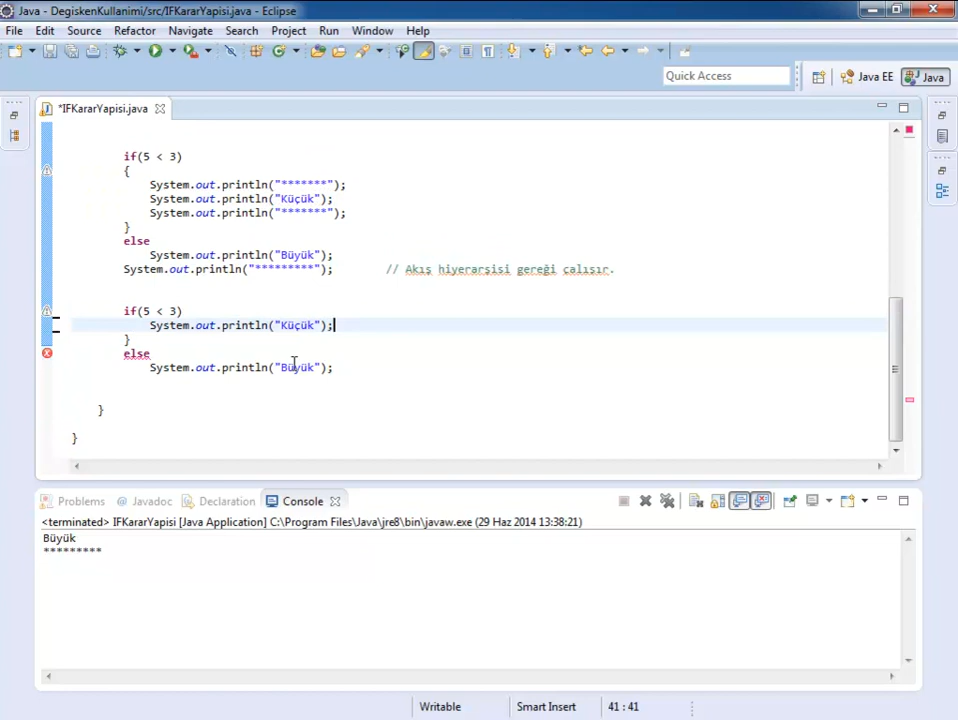 Java - DegiskenKullanimi/src/IFKararYapisi.java - Eclipse
File Edit Source Refactor Navigate Search Project Run Window Help
Quick Access
Java EE
Java
*IFKararYapisi.java
if(5 < 3)
{
System.out.println("*******");
System.out.println("Küçük");
System.out.println("*******");
}
else
System.out.println("Büyük");
System.out.println("*********"); // Akış hiyerarşisi gereği çalışır.
if(5 < 3)
System.out.println("Küçük");
}
else
System.out.println("Büyük");
}
}
Problems Javadoc Declaration Console
<terminated> IFKararYapisi [Java Application] C:\Program Files\Java\jre8\bin\javaw.exe (29 Haz 2014 13:38:21)
Büyük
*********
Writable Smart Insert 41 : 41